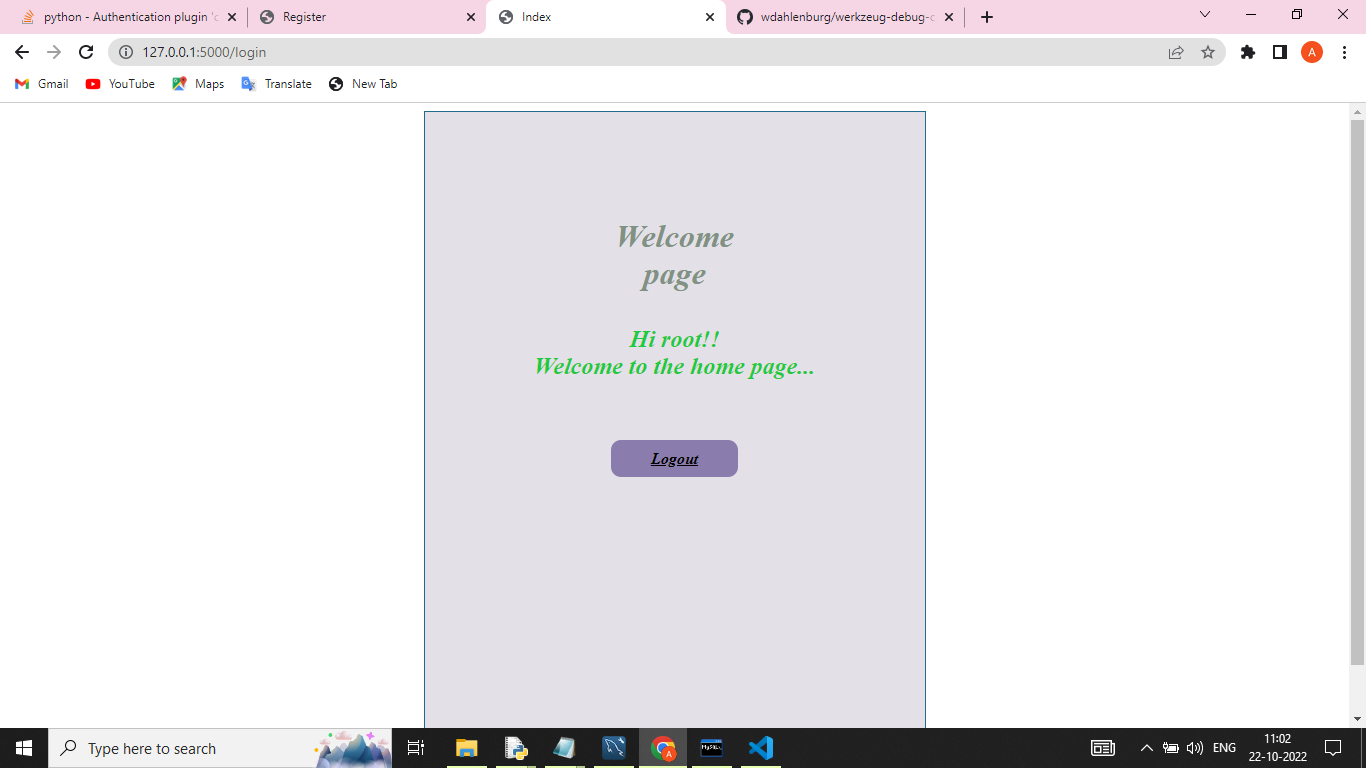 python - Authentication plugin 'c
Register
Index
wdahlenburg/werkzeug-debug-c
127.0.0.1:5000/login
A
Gmail
YouTube
Maps
Translate
New Tab
Welcome
page
Hi root!!
Welcome to the home page...
Logout
Type here to search
A
MySQL
ENG
11:02
22-10-2022